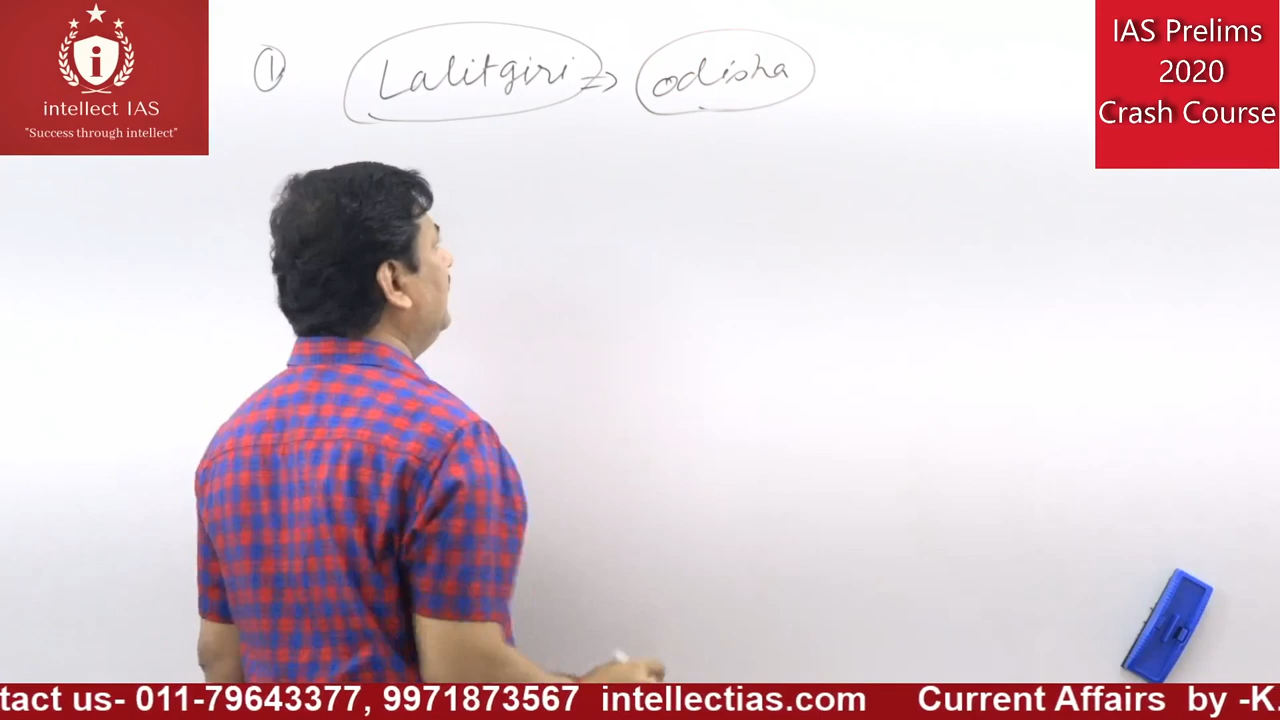 intellect IAS
"Success through intellect"
① Lalitgiri => odisha
IAS Prelims
2020
Crash Course
tact us- 011-79643377, 9971873567 intellectias.com Current Affairs by -K.